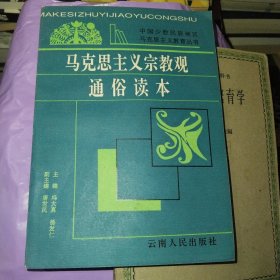 MAKESIZHUYIJIAOYUCONGSHU
中国少数民族地区
马克思主义教育丛书
马克思主义宗教观
通俗读本
主编
副主编
云南人民出版社
育学